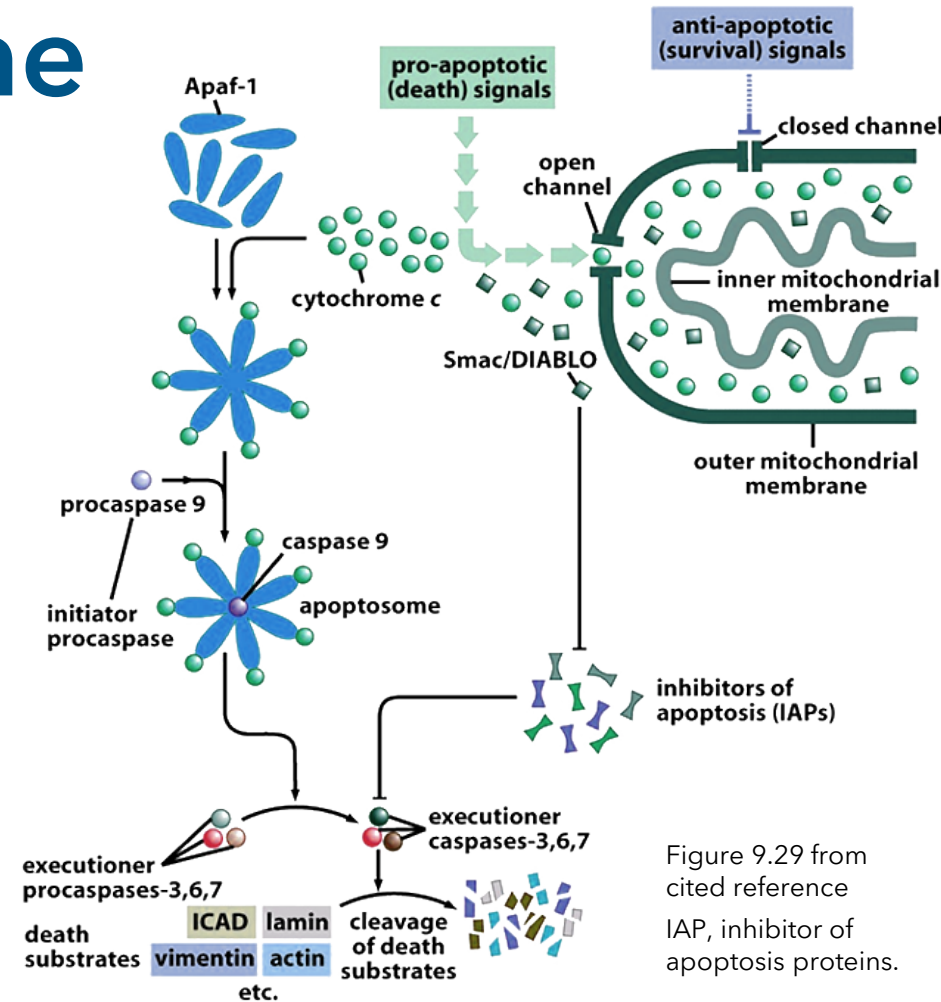 ne
Apaf-1
pro-apoptotic
(death) signals
anti-apoptotic
(survival) signals
closed channel
open
channel
cytochrome c
inner mitochondrial
membrane
Smac/DIABLO
outer mitochondrial
membrane
procaspase 9
caspase 9
initiator
procaspase
apoptosome
inhibitors of
apoptosis (IAPs)
executioner
procaspases-3,6,7
executioner
caspases-3,6,7
death
substrates
ICAD
lamin
vimentin
actin
etc.
cleavage
of death
substrates
Figure 9.29 from
cited reference
IAP, inhibitor of
apoptosis proteins.